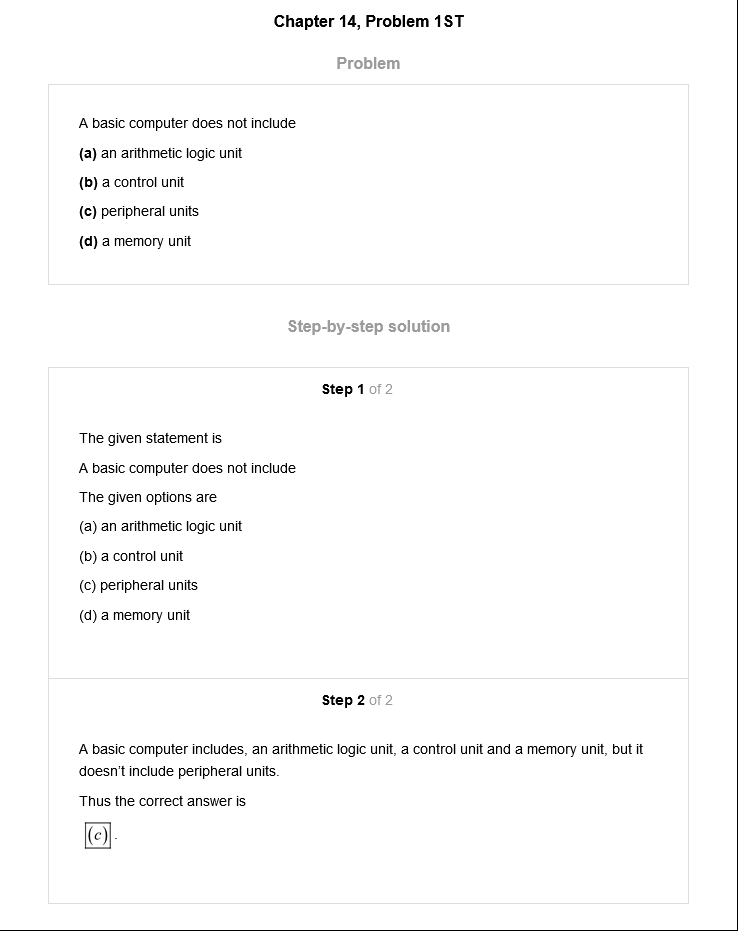 Chapter 14, Problem 1ST
Problem
A basic computer does not include
(a) an arithmetic logic unit
(b) a control unit
(c) peripheral units
(d) a memory unit
Step-by-step solution
Step 1 of 2
The given statement is
A basic computer does not include
The given options are
(a) an arithmetic logic unit
(b) a control unit
(c) peripheral units
(d) a memory unit
Step 2 of 2
A basic computer includes, an arithmetic logic unit, a control unit and a memory unit, but it
doesn't include peripheral units.
Thus the correct answer is
(c).